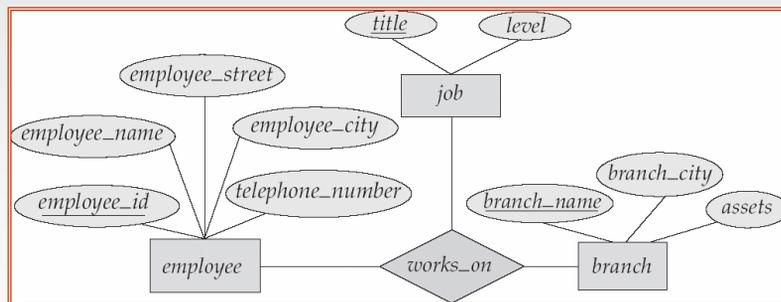 title
level
employee_street
job
employee_name
employee_city
branch_city
employee_id
telephone_number
branch_name
assets
employee
works_on
branch